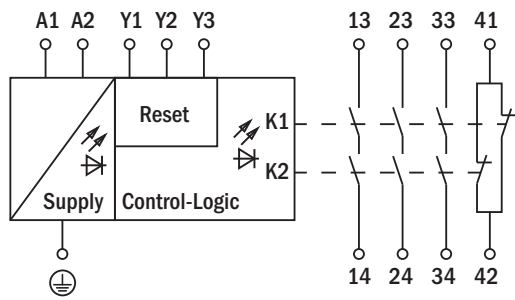 A1 A2 Y1 Y2 Y3 13 23 33 41
Reset
K1
K2
Supply Control-Logic
14 24 34 42